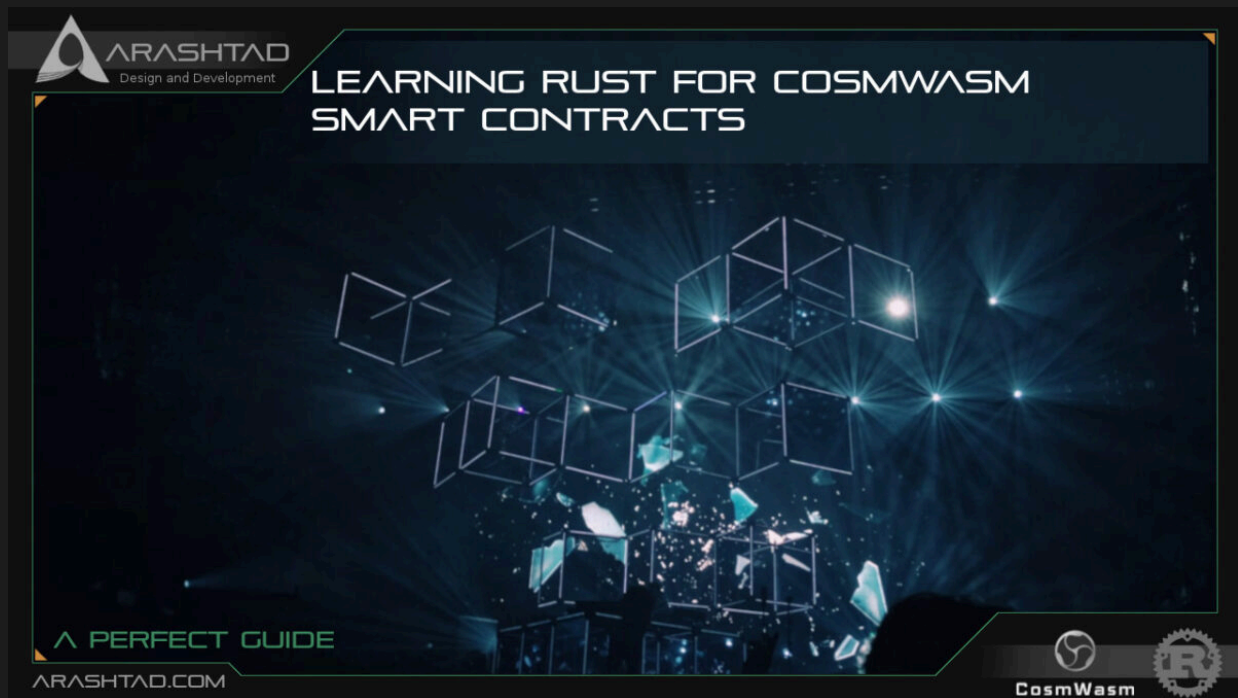 ARASHTAD
Design and Development
LEARNING RUST FOR COSMWASM
SMART CONTRACTS
A PERFECT GUIDE
ARASHTAD.COM
CosmWasm
R